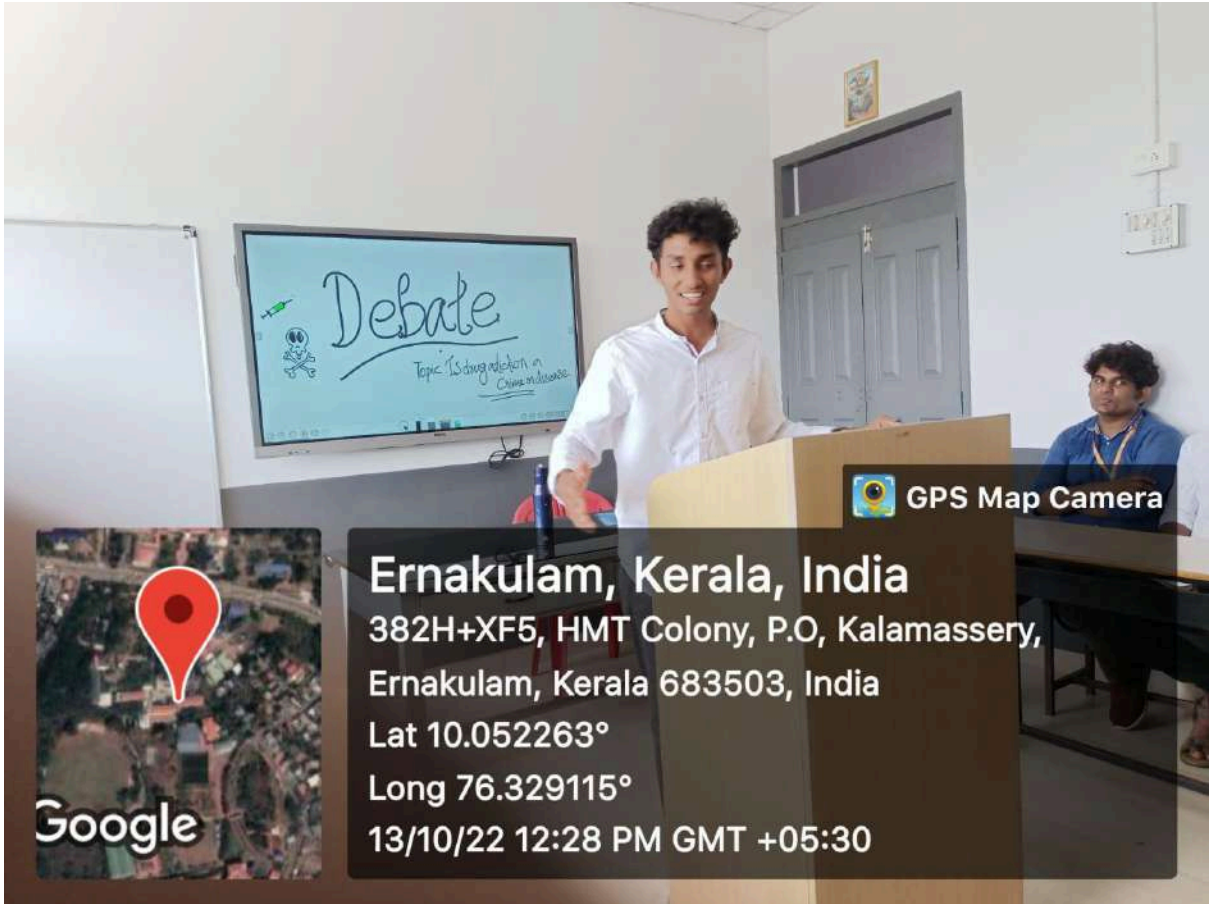 Debate
Topic: Is drug addiction a
Crime or disease
GPS Map Camera
Ernakulam, Kerala, India
382H+XF5, HMT Colony, P.O, Kalamassery,
Ernakulam, Kerala 683503, India
Lat 10.052263°
Long 76.329115°
13/10/22 12:28 PM GMT +05:30
Google